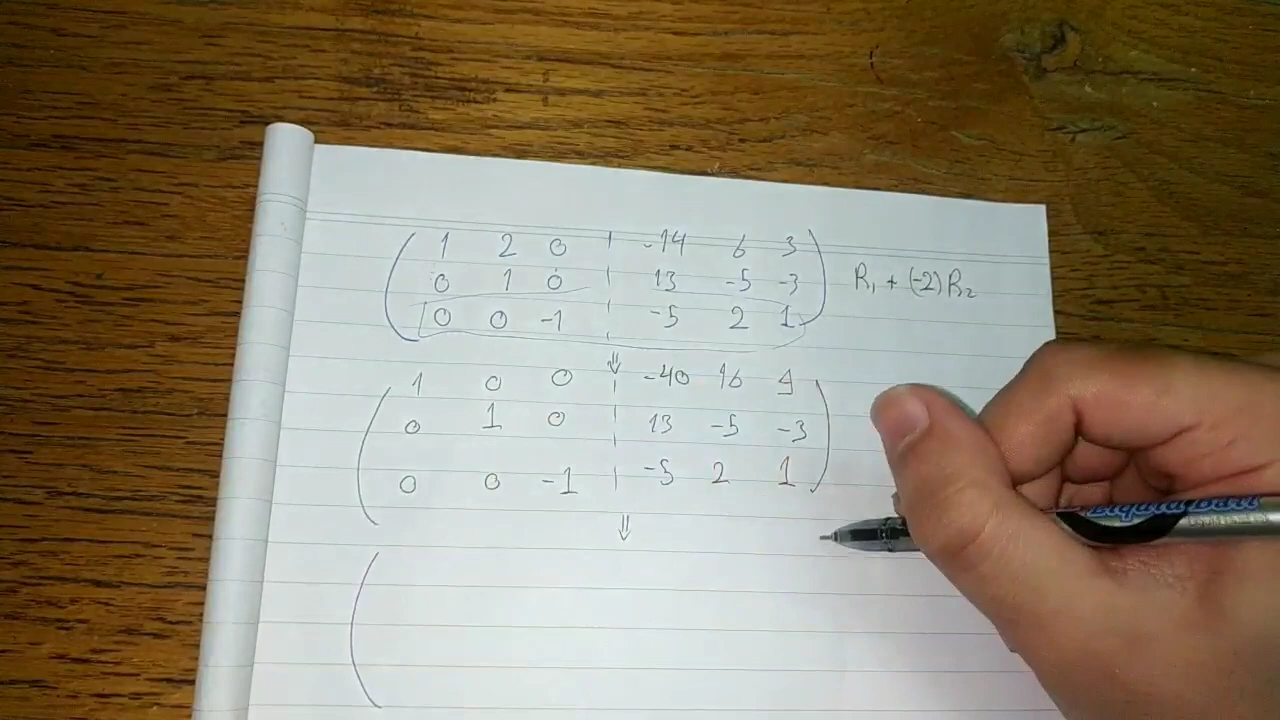 ( 1 2 0 | -14 6 3 )
( 0 1 0 | 13 -5 -3 ) R₁ + (-2)R₂
( 0 0 -1 | -5 2 1 )
⇓
( 1 0 0 | -40 16 9 )
( 0 1 0 | 13 -5 -3 )
( 0 0 -1 | -5 2 1 )
⇓
(